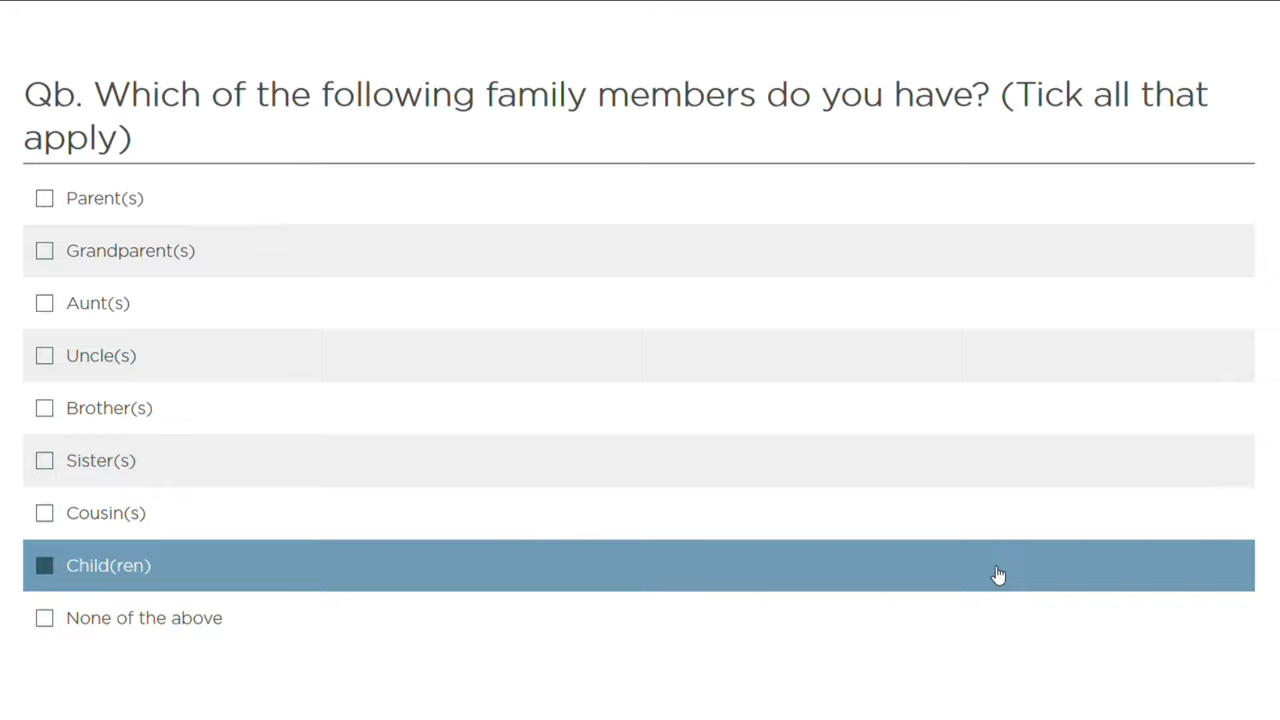 Qb. Which of the following family members do you have? (Tick all that
apply)
Parent(s)
Grandparent(s)
Aunt(s)
Uncle(s)
Brother(s)
Sister(s)
Cousin(s)
Child(ren)
None of the above